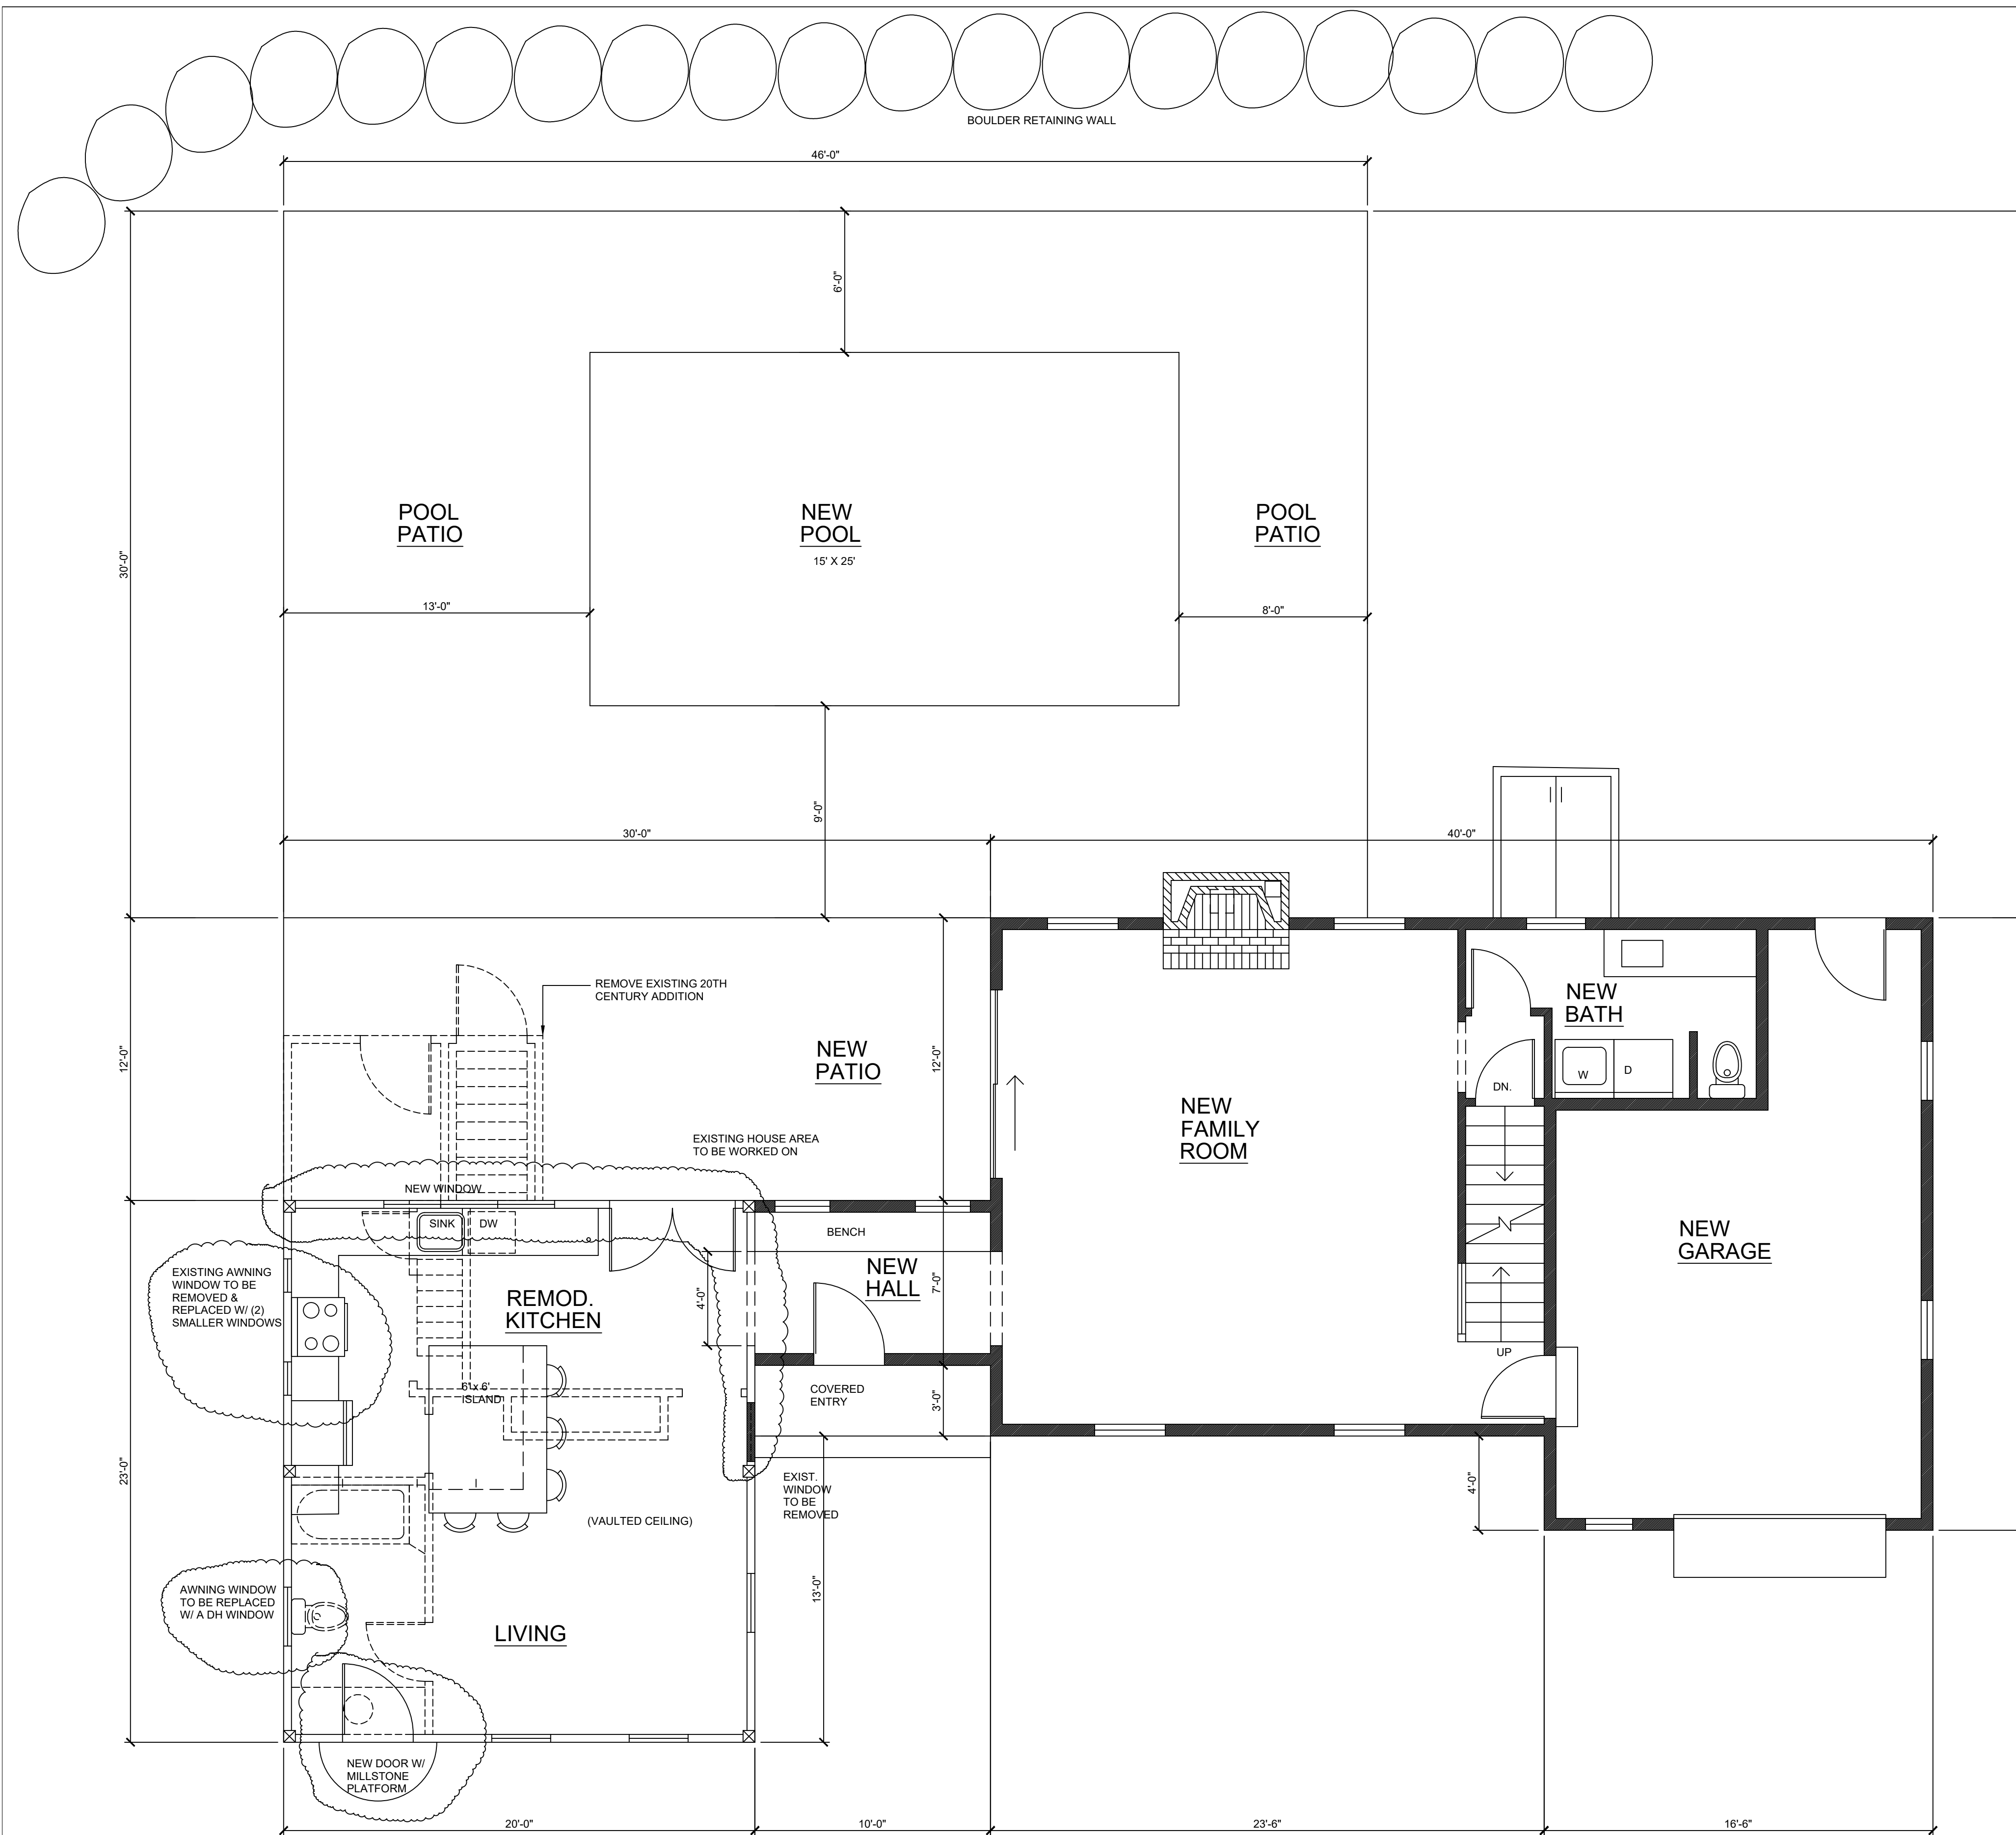 BOULDER RETAINING WALL
46'-0"
6'-0"
POOL
PATIO
NEW
POOL
15' X 25'
POOL
PATIO
30'-0"
13'-0"
8'-0"
9'-0"
30'-0"
40'-0"
REMOVE EXISTING 20TH
CENTURY ADDITION
NEW
BATH
NEW
PATIO
12'-0"
12'-0"
W
D
DN.
NEW
FAMILY
ROOM
EXISTING HOUSE AREA
TO BE WORKED ON
NEW WINDOW
SINK
DW
BENCH
NEW
GARAGE
EXISTING AWNING
WINDOW TO BE
REMOVED &
REPLACED W/ (2)
SMALLER WINDOWS
NEW
HALL
7'-0"
4'-0"
REMOD.
KITCHEN
UP
6' x 6'
ISLAND
COVERED
ENTRY
3'-0"
23'-0"
EXIST.
WINDOW
TO BE
REMOVED
4'-0"
(VAULTED CEILING)
AWNING WINDOW
TO BE REPLACED
W/ A DH WINDOW
13'-0"
LIVING
NEW DOOR W/
MILLSTONE
PLATFORM
20'-0"
10'-0"
23'-6"
16'-6"